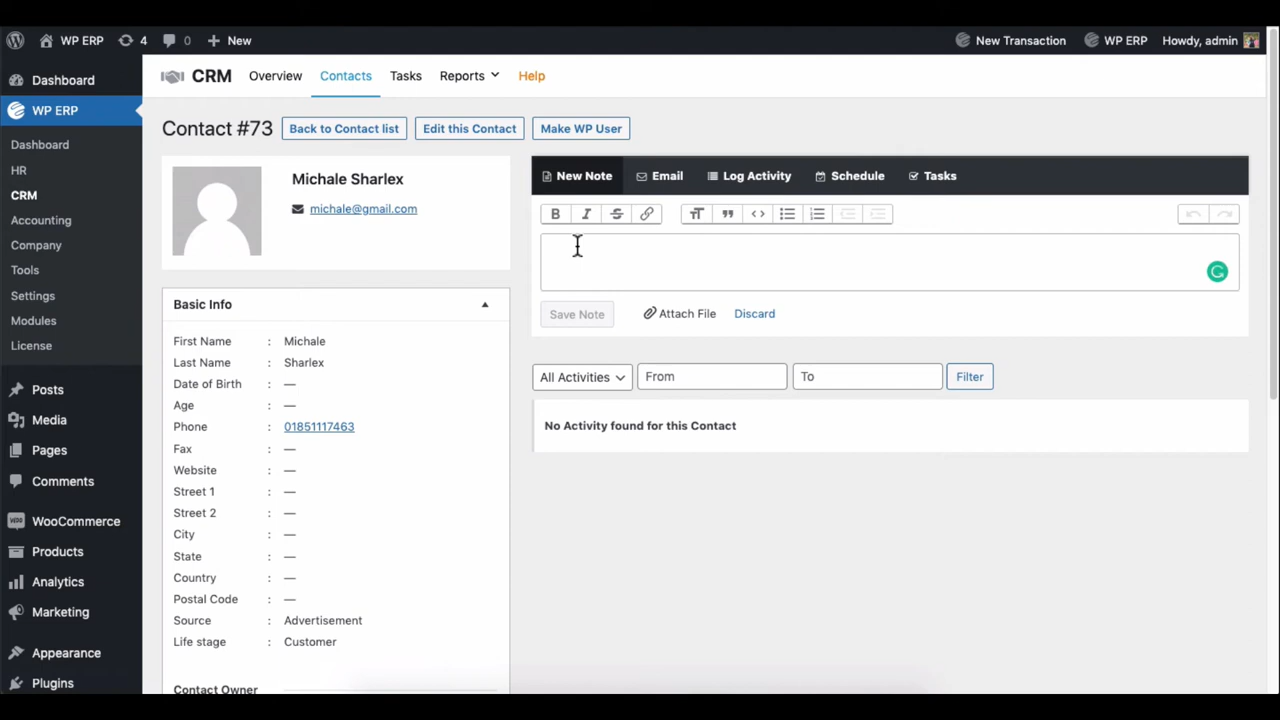 WP ERP
4
0
New
New Transaction
WP ERP
Howdy, admin
Dashboard
WP ERP
Dashboard
HR
CRM
Accounting
Company
Tools
Settings
Modules
License
Posts
Media
Pages
Comments
WooCommerce
Products
Analytics
Marketing
Appearance
Plugins
CRM
Overview
Contacts
Tasks
Reports
Help
Contact #73
Back to Contact list
Edit this Contact
Make WP User
Michale Sharlex
michale@gmail.com
Basic Info
First Name : Michale
Last Name : Sharlex
Date of Birth : —
Age : —
Phone : 01851117463
Fax : —
Website : —
Street 1 : —
Street 2 : —
City : —
State : —
Country : —
Postal Code : —
Source : Advertisement
Life stage : Customer
Contact Owner
New Note
Email
Log Activity
Schedule
Tasks
Save Note
Attach File
Discard
All Activities
From
To
Filter
No Activity found for this Contact